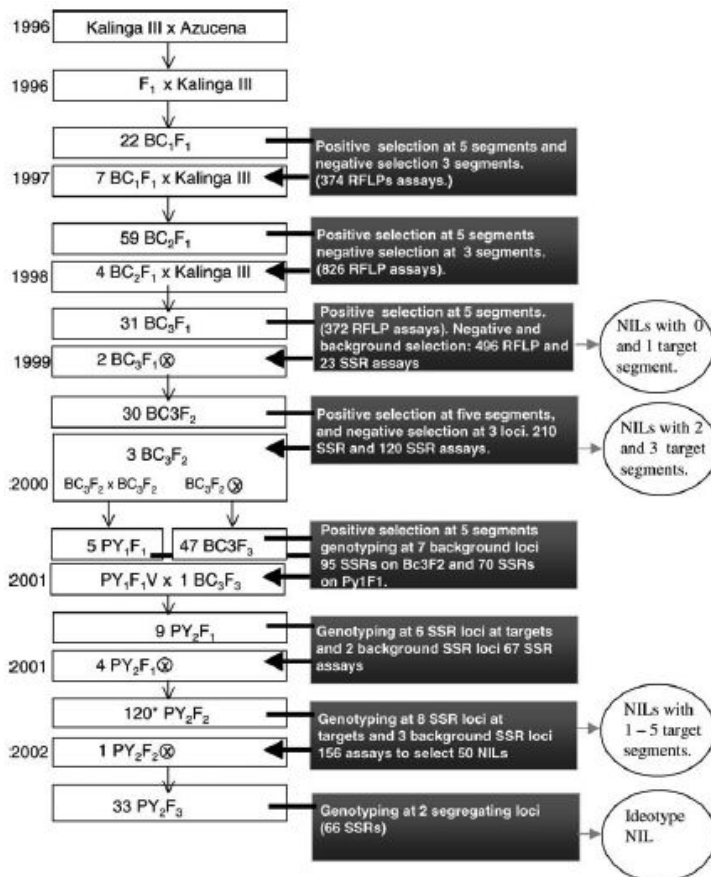 1996
Kalinga III x Azucena
1996
F1 x Kalinga III
22 BC1F1
Positive selection at 5 segments and
negative selection 3 segments.
(374 RFLPs assays.)
1997
7 BC1F1 x Kalinga III
59 BC2F1
Positive selection at 5 segments
negative selection at 3 segments.
(826 RFLP assays).
1998
4 BC2F1 x Kalinga III
31 BC3F1
Positive selection at 5 segments.
(372 RFLP assays). Negative and
background selection: 496 RFLP and
23 SSR assays
NILs with 0
and 1 target
segment.
1999
2 BC3F1⊗
30 BC3F2
Positive selection at five segments,
and negative selection at 3 loci. 210
SSR and 120 SSR assays.
NILs with 2
and 3 target
segments.
3 BC3F2
2000
BC3F2 x BC3F2
BC3F2 ⊗
5 PY1F1
47 BC3F3
Positive selection at 5 segments
genotyping at 7 background loci
95 SSRs on Bc3F2 and 70 SSRs
on Py1F1.
2001
PY1F1V x 1 BC3F3
9 PY2F1
Genotyping at 6 SSR loci at targets
and 2 background SSR loci 67 SSR
assays
2001
4 PY2F1⊗
120* PY2F2
Genotyping at 8 SSR loci at
targets and 3 background SSR loci
156 assays to select 50 NILs
NILs with
1 – 5 target
segments.
2002
1 PY2F2⊗
33 PY2F3
Genotyping at 2 segregating loci
(66 SSRs)
Ideotype
NIL